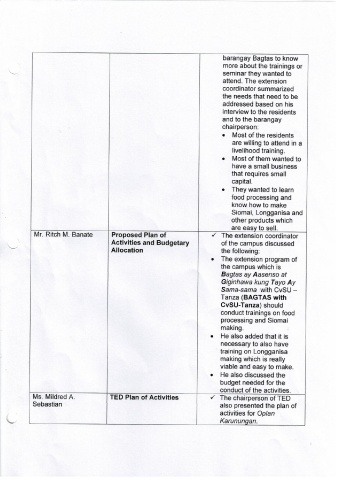 barangay Bagtas to know
more about the trainings or
seminar they wanted to
attend. The extension
coordinator summarized
the needs that need to be
addressed based on his
interview to the residents
and to the barangay
chairperson:
• Most of the residents
are willing to attend in a
livelihood training.
• Most of them wanted to
have a small business
that requires small
capital.
• They wanted to learn
food processing and
know how to make
Siomai, Longganisa and
other products which
are easy to sell.
Mr. Ritch M. Banate
Proposed Plan of
Activities and Budgetary
Allocation
✓ The extension coordinator
of the campus discussed
the following:
• The extension program of
the campus which is
Bagtas ay Aasenso at
Giginhawa kung Tayo Ay
Sama-sama with CvSU –
Tanza (BAGTAS with
CvSU-Tanza) should
conduct trainings on food
processing and Siomai
making.
• He also added that it is
necessary to also have
training on Longganisa
making which is really
viable and easy to make.
• He also discussed the
budget needed for the
conduct of the activities.
Ms. Mildred A.
Sebastian
TED Plan of Activities
✓ The chairperson of TED
also presented the plan of
activities for Oplan
Karunungan.